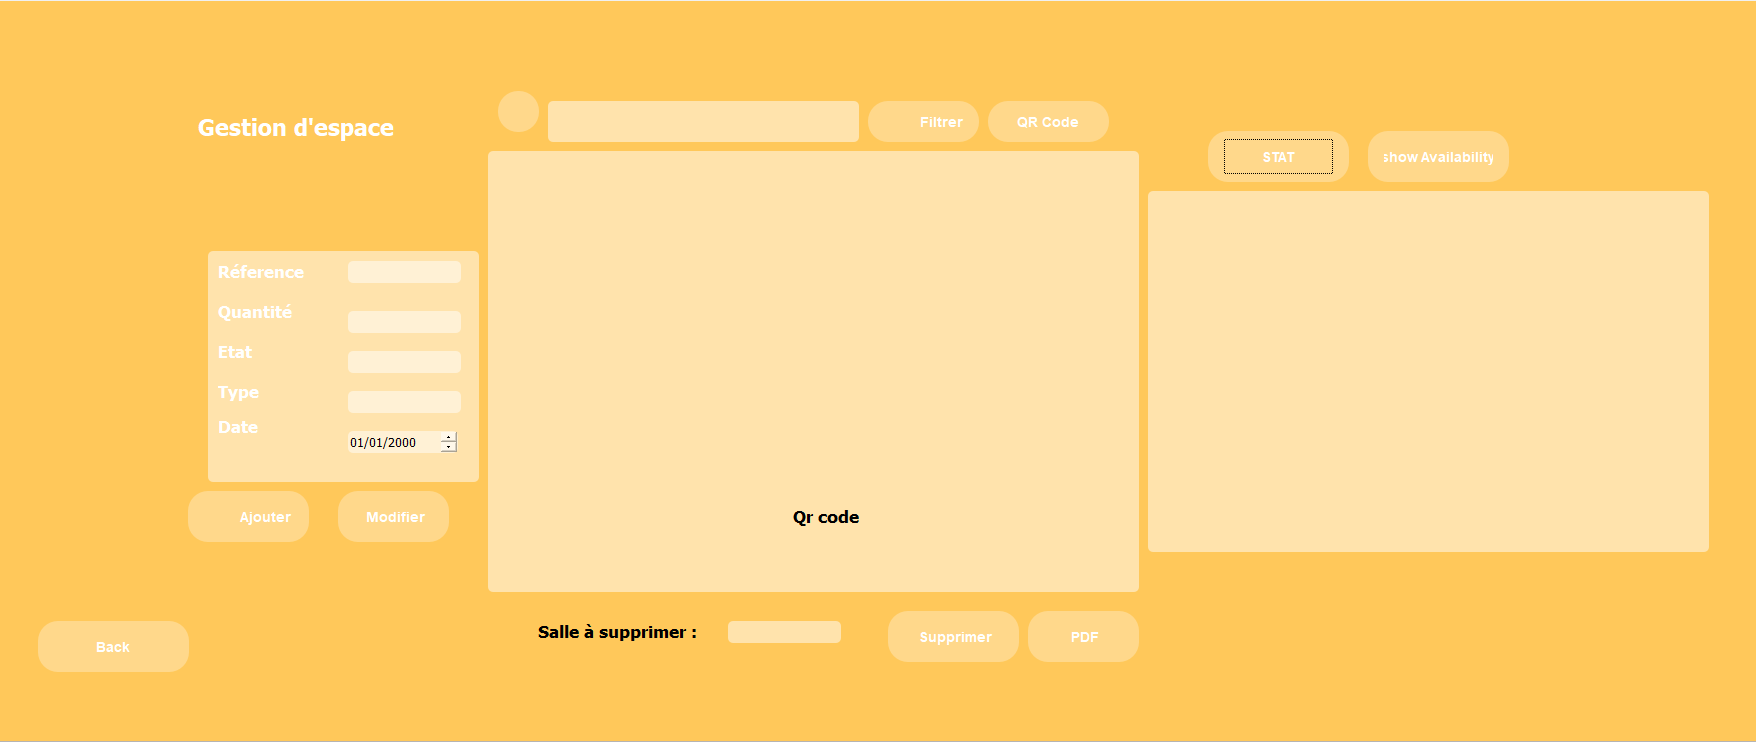 Gestion d'espace
Filtrer
QR Code
STAT
show Availability
Réference
Quantité
Etat
Type
Date
01/01/2000
Ajouter
Modifier
Qr code
Salle à supprimer :
Supprimer
PDF
Back